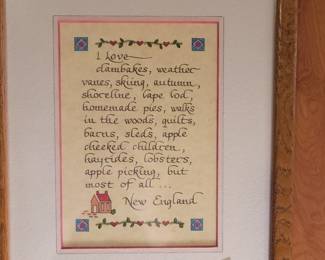 I Love
clambakes, weather
vanes, skiing, autumn,
shoreline, Cape Cod,
homemade pies, walks
in the woods, quilts,
barns, sleds, apple
cheeked children,
hayrides, lobsters,
apple picking, but
most of all ...
New England